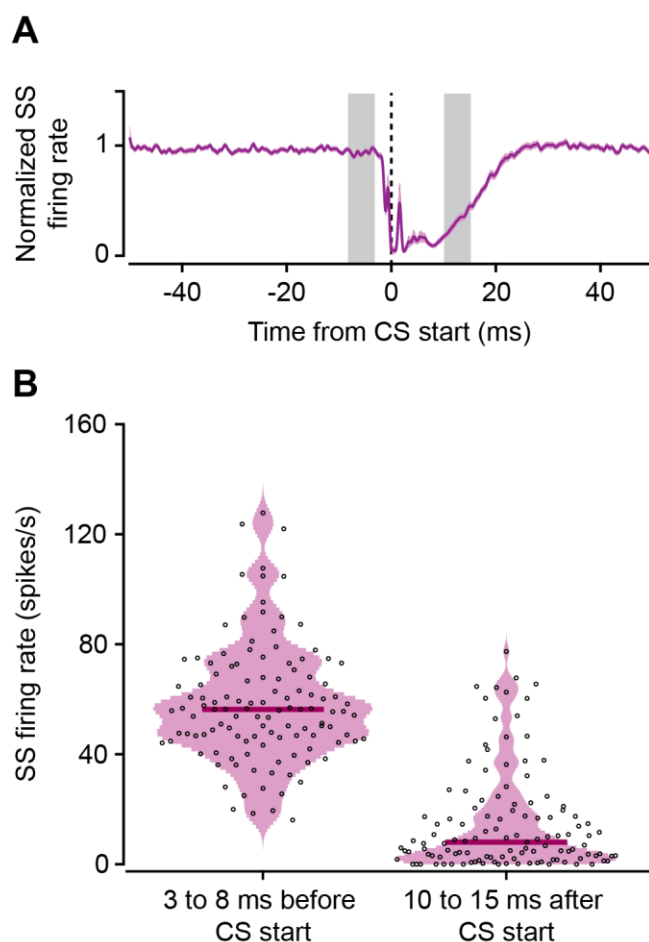 A
Normalized SS
firing rate
1
0
-40 -20 0 20 40
Time from CS start (ms)
B
SS firing rate (spikes/s)
160
120
80
40
0
3 to 8 ms before 10 to 15 ms after
CS start CS start